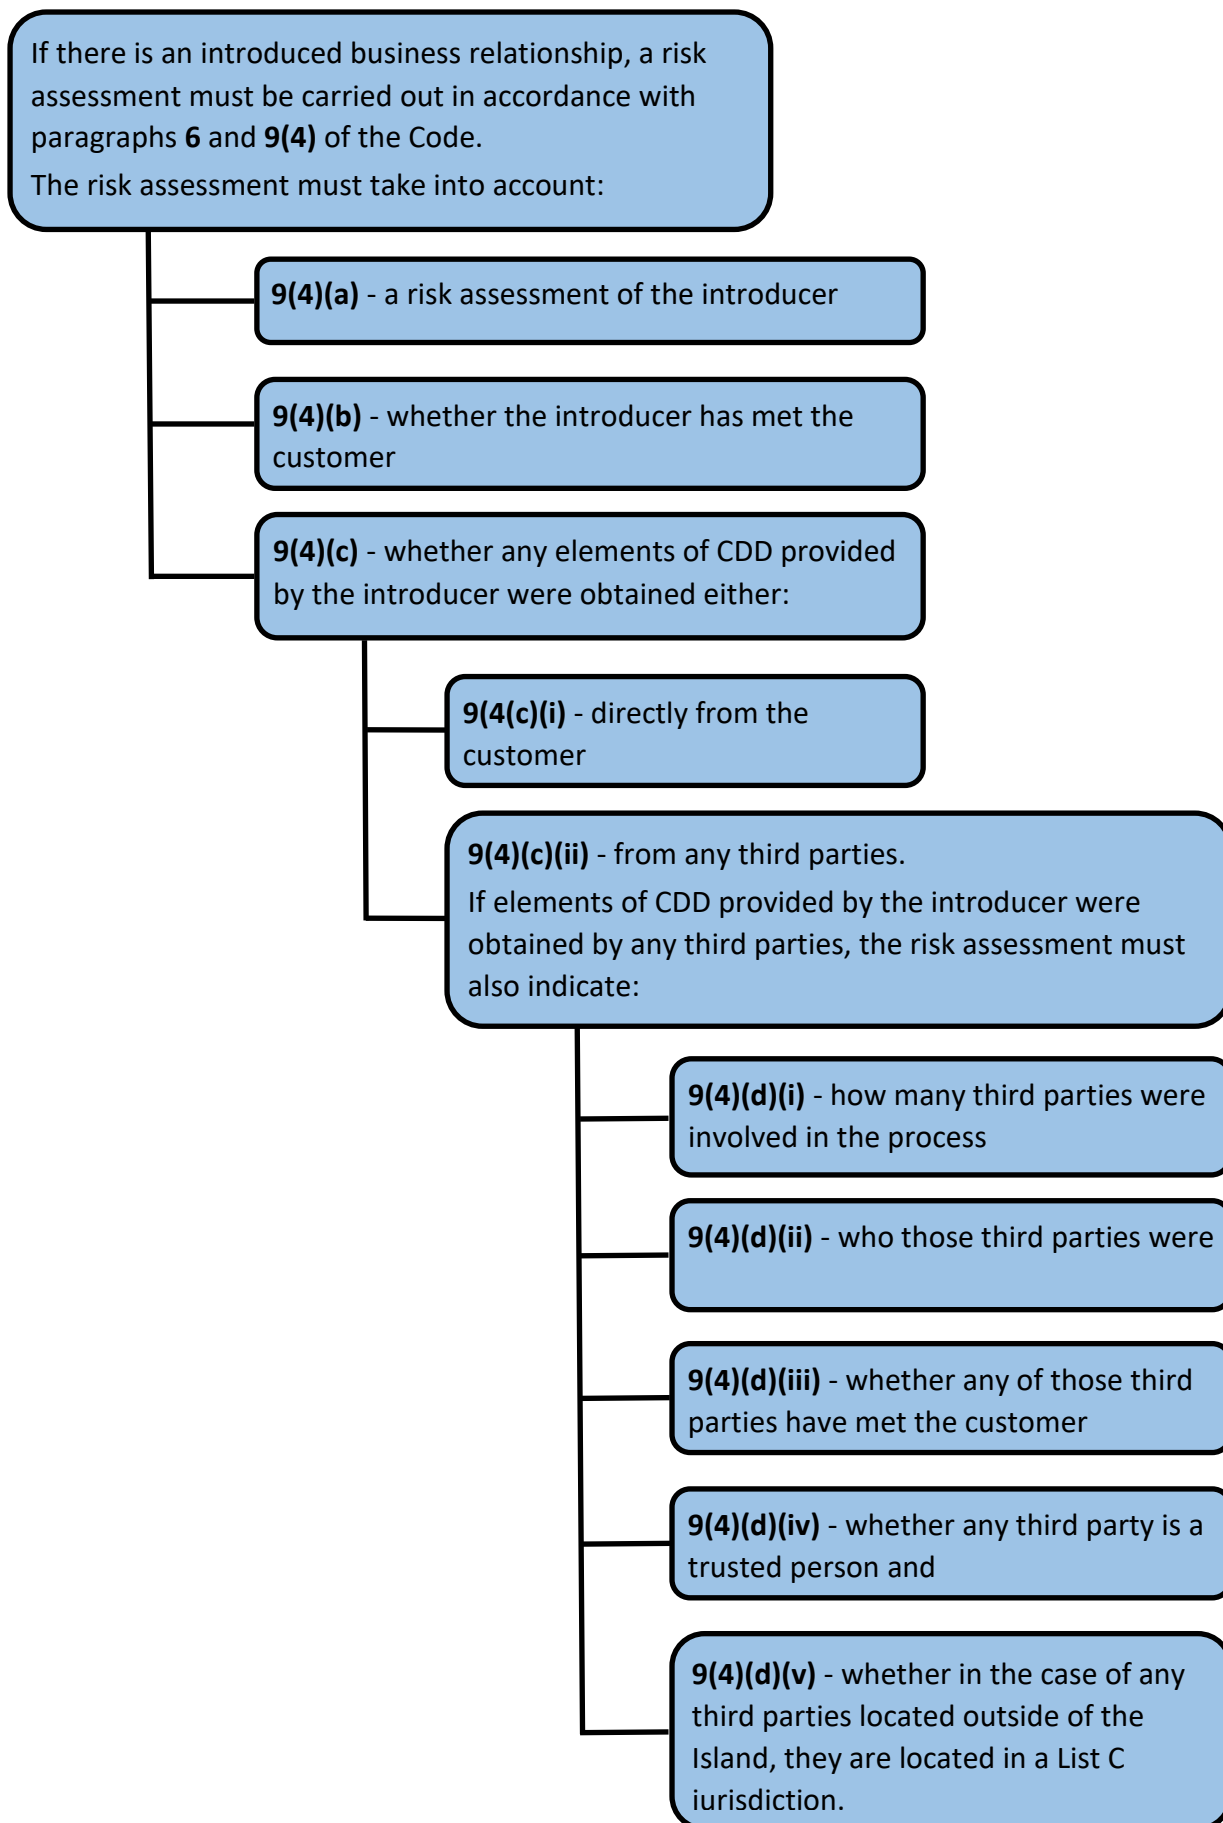 If there is an introduced business relationship, a risk
assessment must be carried out in accordance with
paragraphs 6 and 9(4) of the Code.
The risk assessment must take into account:
9(4)(a) - a risk assessment of the introducer
9(4)(b) - whether the introducer has met the
customer
9(4)(c) - whether any elements of CDD provided
by the introducer were obtained either:
9(4(c)(i) - directly from the
customer
9(4)(c)(ii) - from any third parties.
If elements of CDD provided by the introducer were
obtained by any third parties, the risk assessment must
also indicate:
9(4)(d)(i) - how many third parties were
involved in the process
9(4)(d)(ii) - who those third parties were
9(4)(d)(iii) - whether any of those third
parties have met the customer
9(4)(d)(iv) - whether any third party is a
trusted person and
9(4)(d)(v) - whether in the case of any
third parties located outside of the
Island, they are located in a List C
jurisdiction.